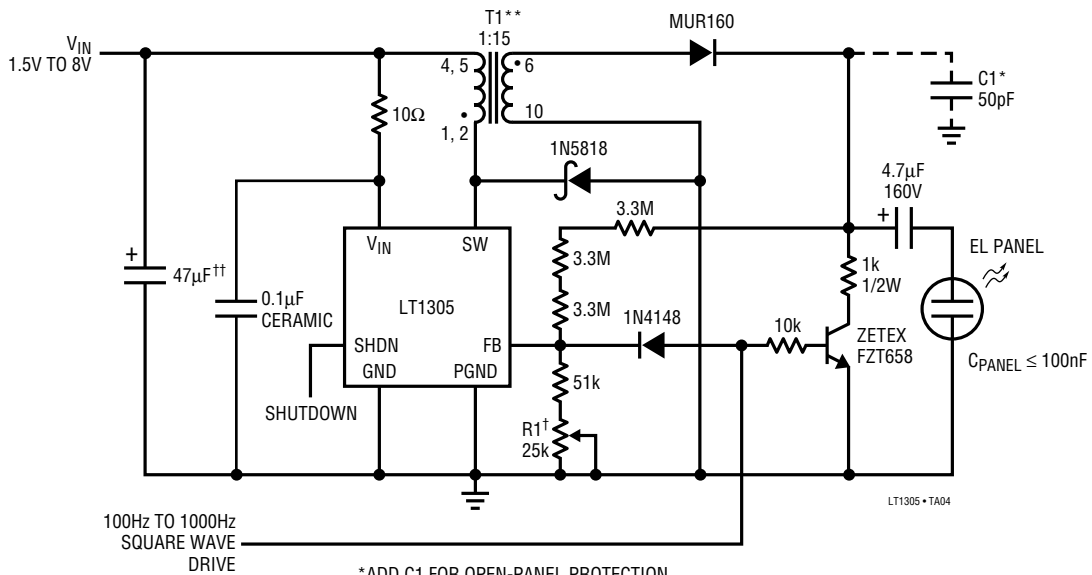 T1**
1:15
VIN
1.5V TO 8V
4, 5
6
MUR160
C1*
50pF
10Ω
1, 2
10
1N5818
4.7µF
160V
3.3M
VIN
SW
EL PANEL
47µF††
3.3M
1k
1/2W
0.1µF
CERAMIC
LT1305
3.3M
1N4148
10k
ZETEX
FZT658
SHDN
FB
GND
PGND
CPANEL ≤ 100nF
SHUTDOWN
51k
R1†
25k
LT1305 • TA04
100Hz TO 1000Hz
SQUARE WAVE
DRIVE
*ADD C1 FOR OPEN-PANEL PROTECTION